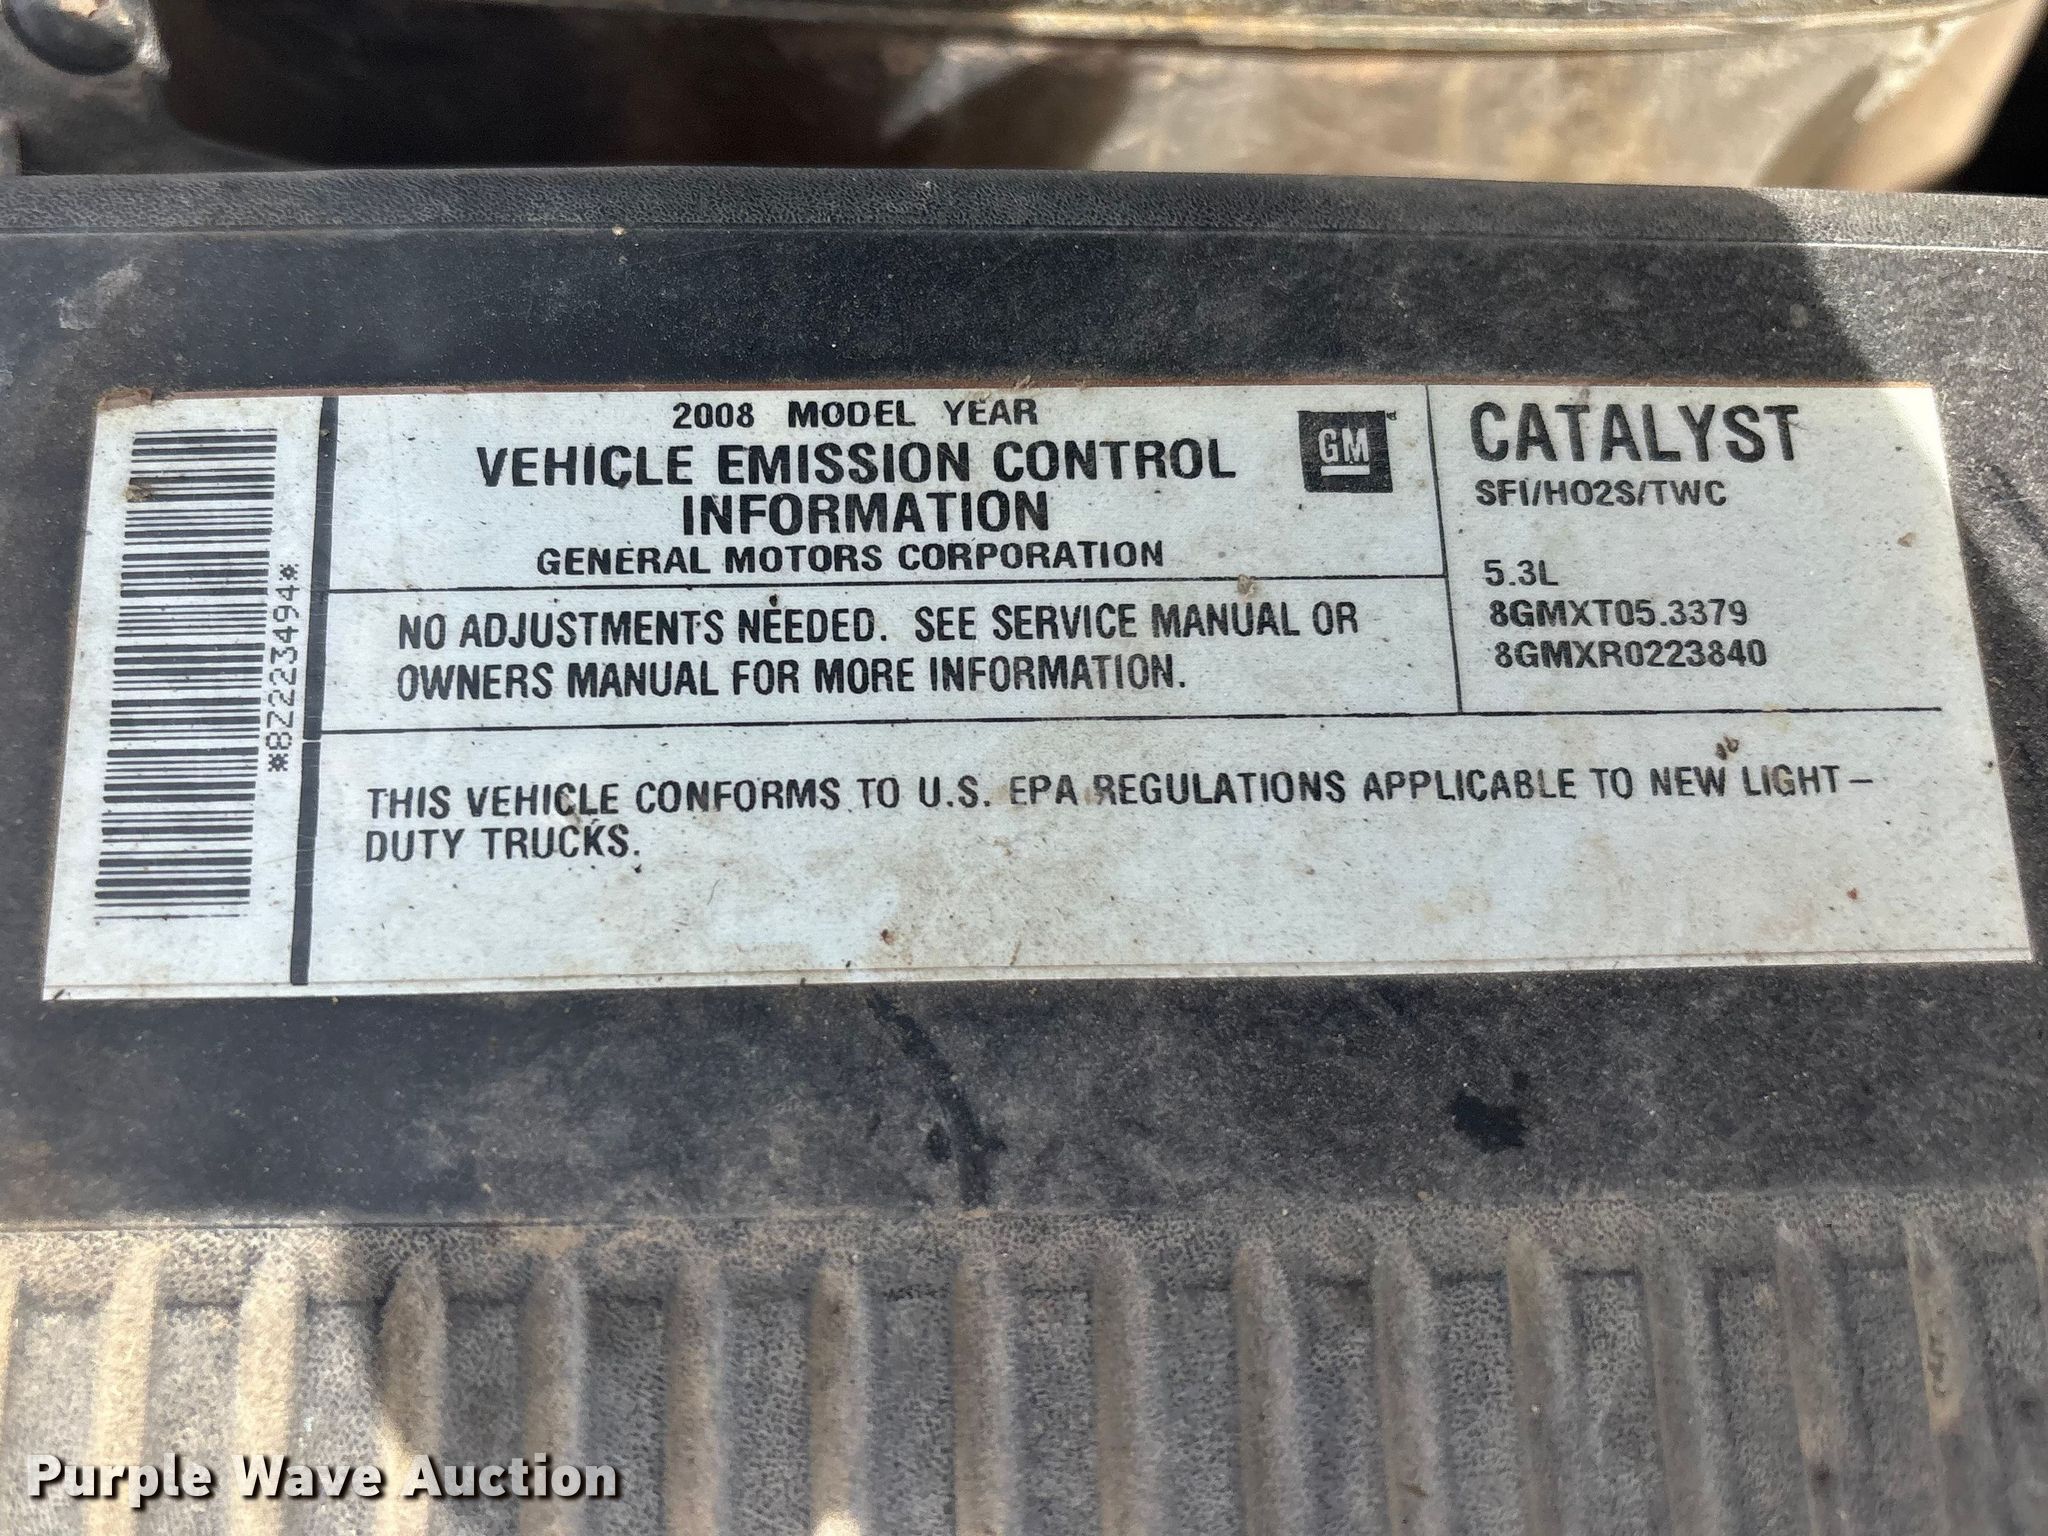 *8Z223494*
2008 MODEL YEAR
VEHICLE EMISSION CONTROL
INFORMATION
GENERAL MOTORS CORPORATION
GM
NO ADJUSTMENTS NEEDED. SEE SERVICE MANUAL OR
OWNERS MANUAL FOR MORE INFORMATION.
CATALYST
SFI/HO2S/TWC
5.3L
8GMXT05.3379
8GMXR0223840
THIS VEHICLE CONFORMS TO U.S. EPA REGULATIONS APPLICABLE TO NEW LIGHT-
DUTY TRUCKS.
Purple Wave Auction